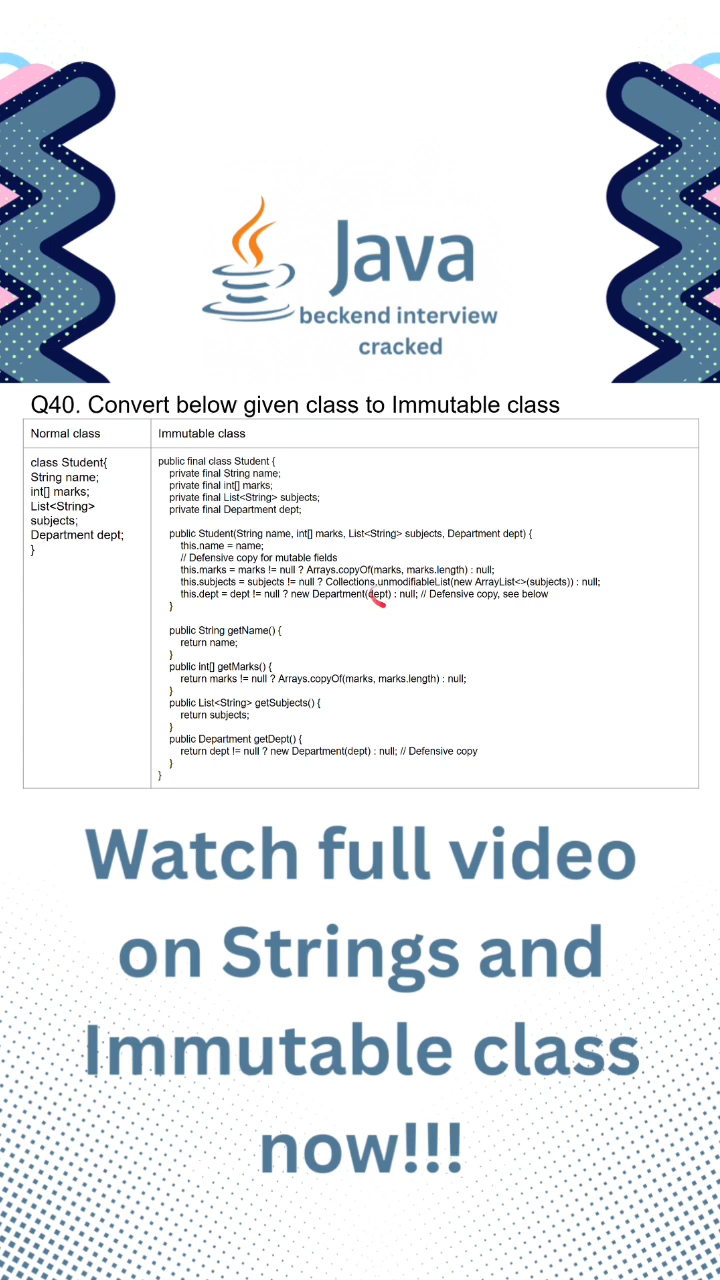 Java
beckend interview
cracked
Q40. Convert below given class to Immutable class
Normal class
Immutable class
class Student{
String name;
int[] marks;
List<String>
subjects;
Department dept;
}
public final class Student {
private final String name;
private final int[] marks;
private final List<String> subjects;
private final Department dept;
public Student(String name, int[] marks, List<String> subjects, Department dept) {
this.name = name;
// Defensive copy for mutable fields
this.marks = marks != null ? Arrays.copyOf(marks, marks.length) : null;
this.subjects = subjects != null ? Collections.unmodifiableList(new ArrayList<>(subjects)) : null;
this.dept = dept != null ? new Department(dept) : null; // Defensive copy, see below
}
public String getName() {
return name;
}
public int[] getMarks() {
return marks != null ? Arrays.copyOf(marks, marks.length) : null;
}
public List<String> getSubjects() {
return subjects;
}
public Department getDept() {
return dept != null ? new Department(dept) : null; // Defensive copy
}
}
Watch full video
on Strings and
Immutable class
now!!!